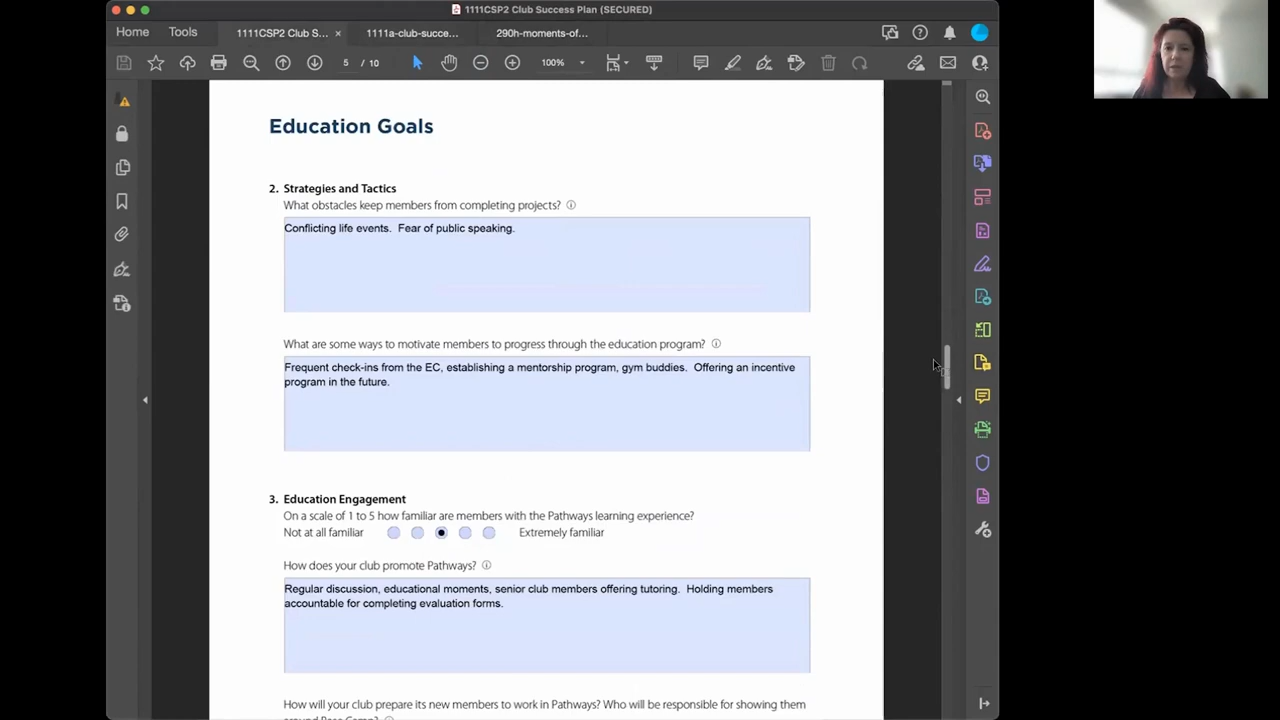 1111CSP2 Club Success Plan (SECURED)
Home
Tools
1111CSP2 Club S... ×
1111a-club-succe...
290h-moments-of...
5 / 10
100%
Education Goals
2. Strategies and Tactics
What obstacles keep members from completing projects?
Conflicting life events. Fear of public speaking.
What are some ways to motivate members to progress through the education program?
Frequent check-ins from the EC, establishing a mentorship program, gym buddies. Offering an incentive
program in the future.
3. Education Engagement
On a scale of 1 to 5 how familiar are members with the Pathways learning experience?
Not at all familiar
Extremely familiar
How does your club promote Pathways?
Regular discussion, educational moments, senior club members offering tutoring. Holding members
accountable for completing evaluation forms.
How will your club prepare its new members to work in Pathways? Who will be responsible for showing them
around Base Camp?